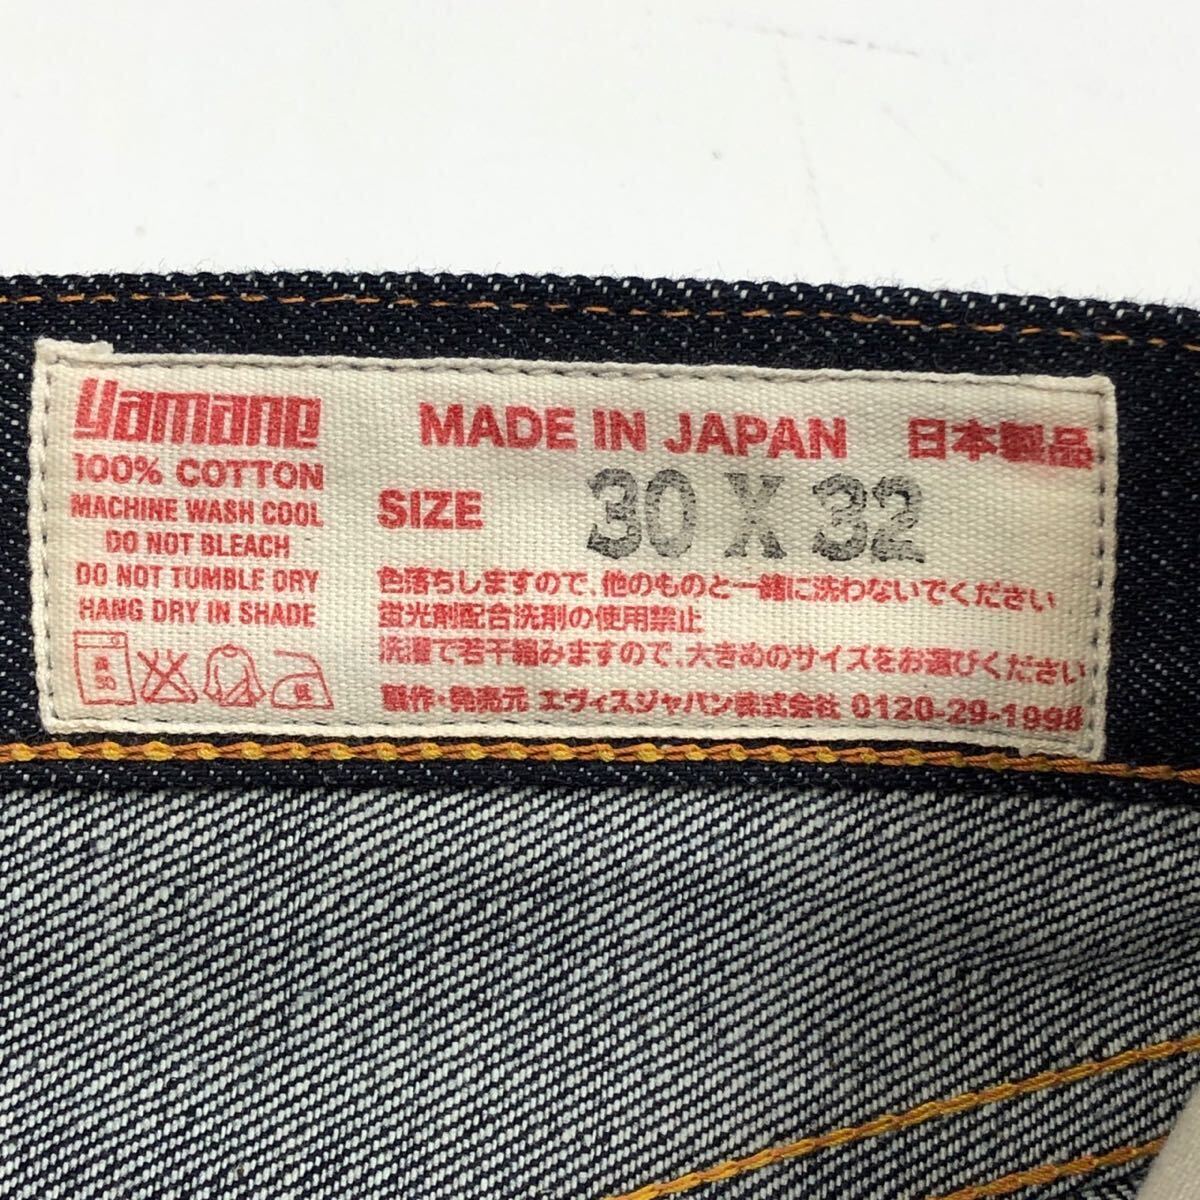 yamane
100% COTTON
MACHINE WASH COOL
DO NOT BLEACH
DO NOT TUMBLE DRY
HANG DRY IN SHADE
30
低
MADE IN JAPAN 日本製品
SIZE 30 X 32
色落ちしますので、他のものと一緒に洗わないでください
蛍光剤配合洗剤の使用禁止
洗濯で若干縮みますので、大きめのサイズをお選びください
製作・発売元 エヴィスジャパン株式会社 0120-29-1998